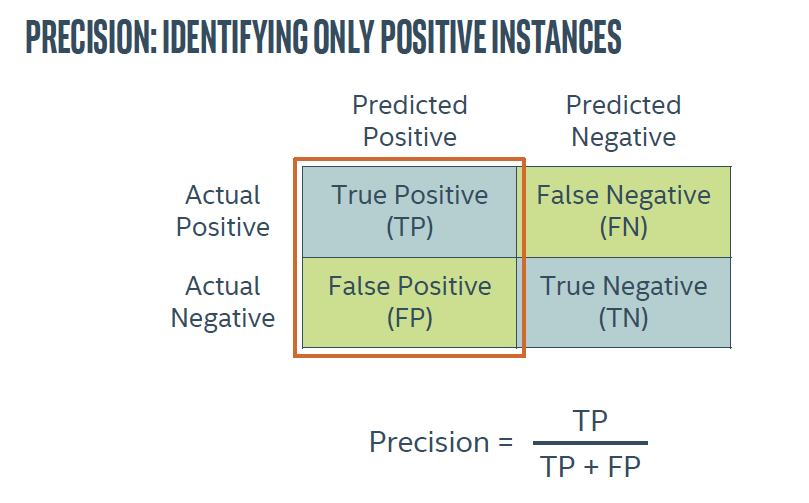 PRECISION: IDENTIFYING ONLY POSITIVE INSTANCES
Predicted Predicted
Positive Negative
Actual True Positive False Negative
Positive (TP) (FN)
Actual False Positive True Negative
Negative (FP) (TN)
TP
Precision =
TP + FP